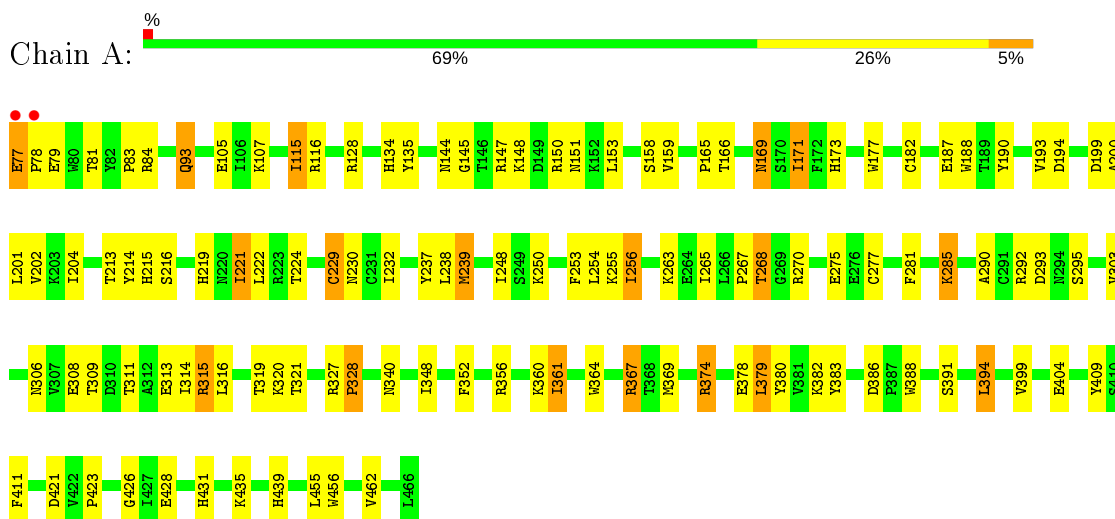 %
Chain A:
69% 26% 5%
E77 P78 E79 W80 T81 Y82 P83 R84 Q93 E105 I106 K107 I115 R116 R128 H134 Y135 N144 G145 T146 R147 K148 D149 R150 N151 K152 L153 S158 V159 P165 T166 N169 S170 I171 F172 H173 W177 C182 E187 W188 T189 Y190 V193 D194 D199
L201 V202 K203 I204 T213 Y214 H215 S216 H219 N220 I221 L222 R223 T224 C229 N230 C231 I232 Y237 L238 M239 I248 S249 K250 F253 L254 K255 I256 K263 E264 I265 L266 P267 T268 G269 R270 E275 E276 C277 F281 K285 A290 C291 R292 D293 N294 S295
N306 V307 E308 T309 D310 T311 A312 E313 I314 R315 L316 T319 K320 T321 R327 P328 N340 I348 F352 R356 K360 I361 W364 R367 T368 M369 R374 E378 L379 Y380 V381 K382 Y383 D386 P387 W388 S391 L394 V399 E404 Y409
F411 D421 V422 P423 G426 I427 E428 H431 K435 H439 L455 W456 V462 L466